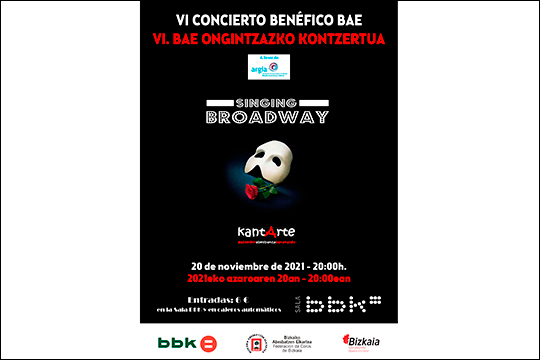 VI CONCIERTO BENÉFICO BAE
VI. BAE ONGINTZAZKO KONTZERTUA
A favor de
argia
SINGING
BROADWAY
kantArte
20 de noviembre de 2021 - 20:00h.
2021eko azaroaren 20an - 20:00ean
Entradas: 6 €
en la Sala BBK y en cajeros automáticos
SALA bbk
bbk
Bizkaiko Abesbatzen Elkartea
Federación de Coros de Bizkaia
Bizkaia